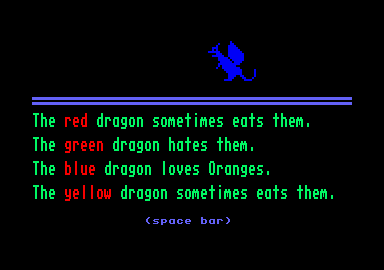 The red dragon sometimes eats them.
The green dragon hates them.
The blue dragon loves Oranges.
The yellow dragon sometimes eats them.
(space bar)